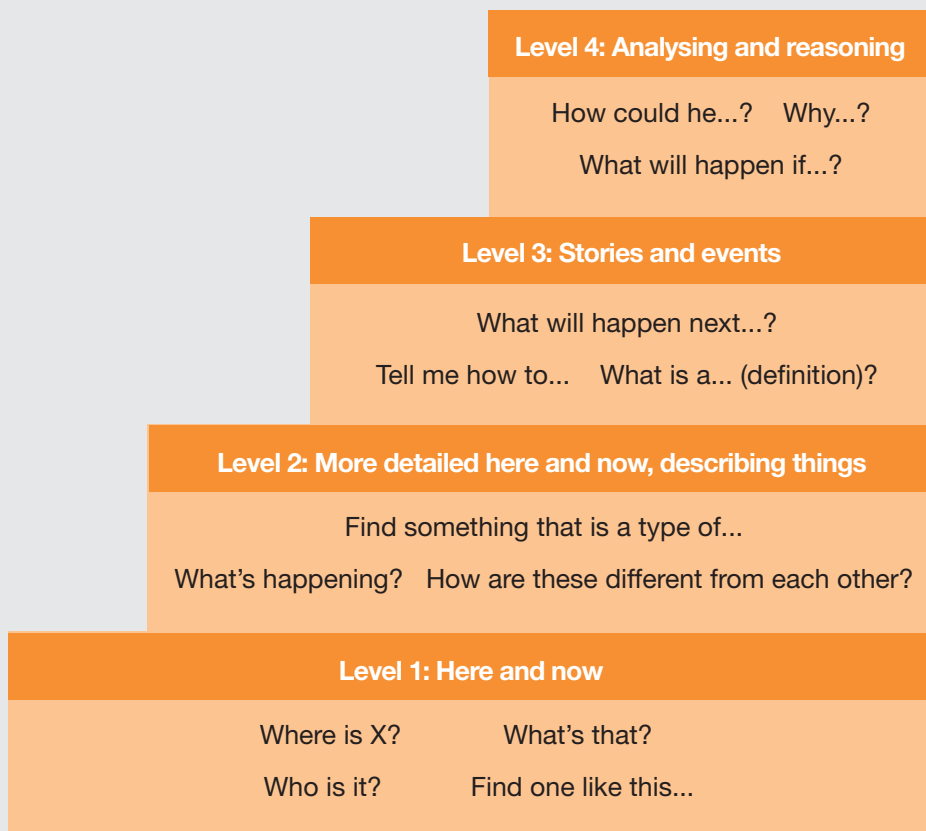 Level 4: Analysing and reasoning
How could he...? Why...?
What will happen if...?
Level 3: Stories and events
What will happen next...?
Tell me how to... What is a... (definition)?
Level 2: More detailed here and now, describing things
Find something that is a type of...
What’s happening? How are these different from each other?
Level 1: Here and now
Where is X? What’s that?
Who is it? Find one like this...